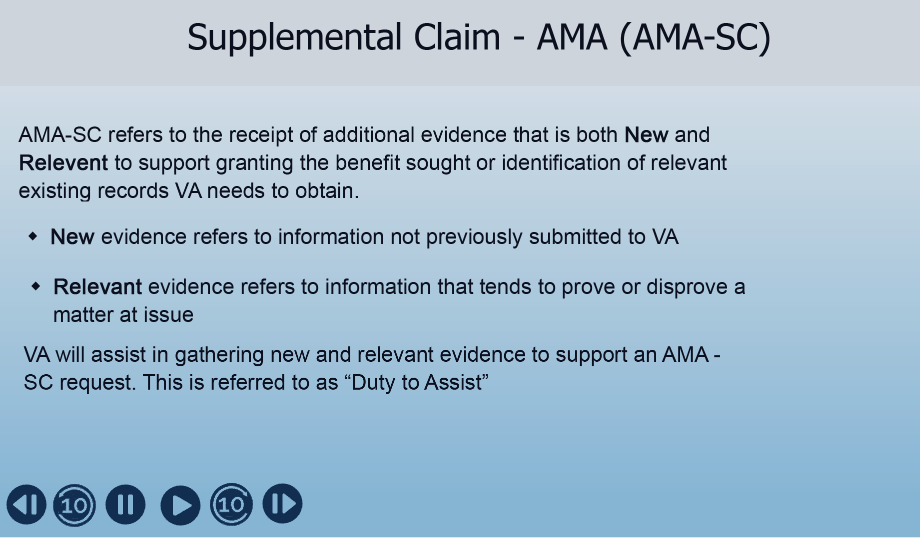 Supplemental Claim - AMA (AMA-SC)
AMA-SC refers to the receipt of additional evidence that is both New and
Relevent to support granting the benefit sought or identification of relevant
existing records VA needs to obtain.
New evidence refers to information not previously submitted to VA
Relevant evidence refers to information that tends to prove or disprove a
matter at issue
VA will assist in gathering new and relevant evidence to support an AMA -
SC request. This is referred to as “Duty to Assist”
10 10